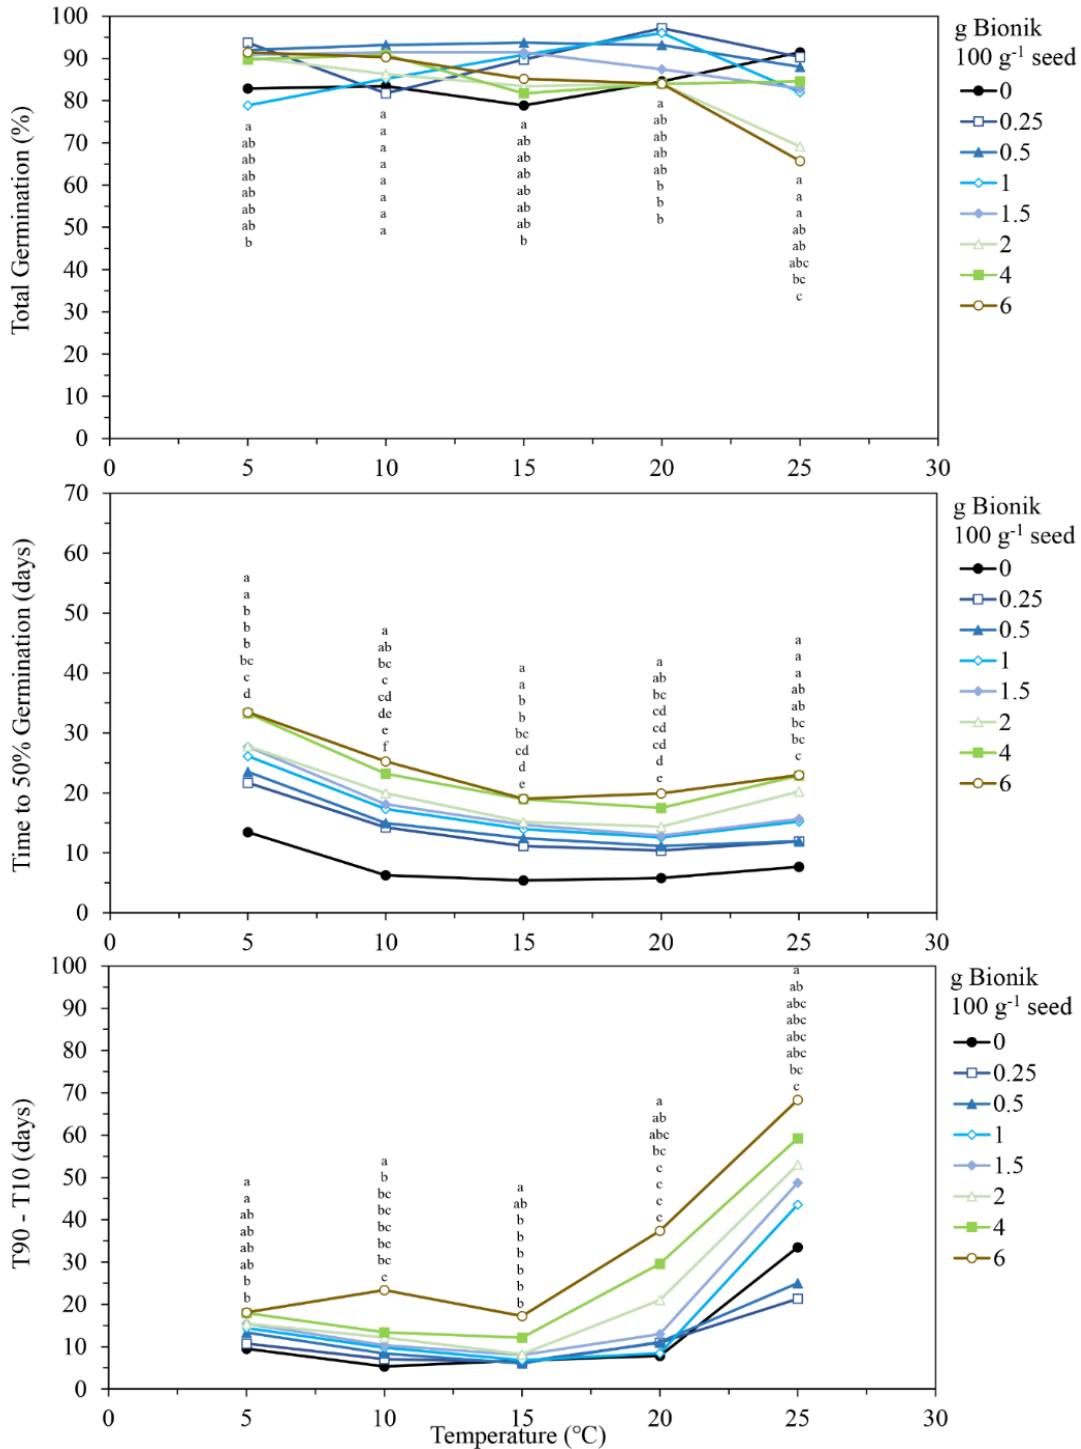 Total Germination (%)
100
90
80
70
60
50
40
30
20
10
0
0 5 10 15 20 25 30
a
ab
ab
ab
ab
ab
ab
b
a
a
a
a
a
a
a
a
a
ab
ab
ab
ab
ab
ab
b
a
ab
ab
ab
ab
b
b
b
a
a
a
ab
ab
abc
bc
c
g Bionik
100 g⁻¹ seed
0
0.25
0.5
1
1.5
2
4
6
Time to 50% Germination (days)
70
60
50
40
30
20
10
0
0 5 10 15 20 25 30
a
a
b
b
b
bc
c
d
a
ab
bc
c
cd
de
e
f
a
a
b
b
bc
cd
d
e
a
ab
bc
cd
cd
cd
d
e
a
a
a
ab
ab
bc
bc
c
g Bionik
100 g⁻¹ seed
0
0.25
0.5
1
1.5
2
4
6
T90 - T10 (days)
100
90
80
70
60
50
40
30
20
10
0
0 5 10 15 20 25 30
a
a
ab
ab
ab
ab
b
b
a
b
bc
bc
bc
bc
bc
c
a
ab
b
b
b
b
b
b
a
ab
abc
bc
c
c
c
c
a
ab
abc
abc
abc
abc
bc
c
g Bionik
100 g⁻¹ seed
0
0.25
0.5
1
1.5
2
4
6
Temperature (°C)